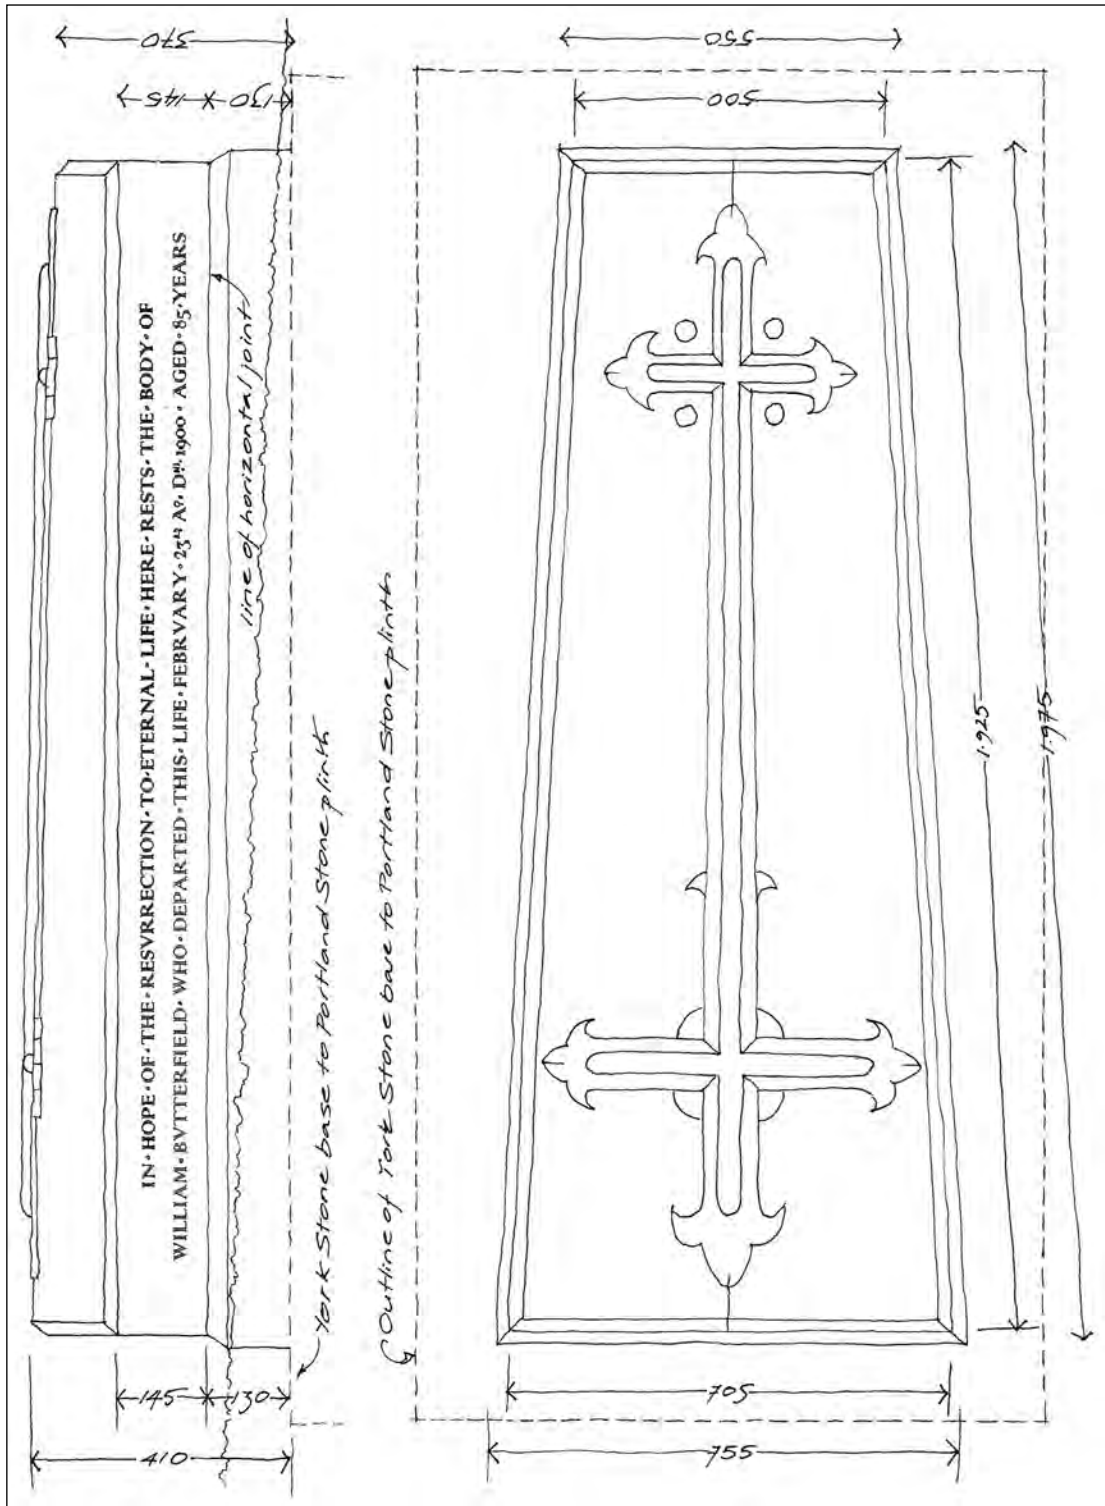 370
145
130
550
500
IN·HOPE·OF·THE·RESVRRECTION·TO·ETERNAL·LIFE·HERE·RESTS·THE·BODY·OF
WILLIAM·BVTTERFIELD·WHO·DEPARTED·THIS·LIFE·FEBRVARY·23ʳᵈ Aº· Dⁿⁱ·1900· AGED·85·YEARS
line of horizontal joint
York Stone base to Portland Stone plinth
Outline of York Stone base to Portland Stone plinth
1.925
1.975
145
130
410
705
755